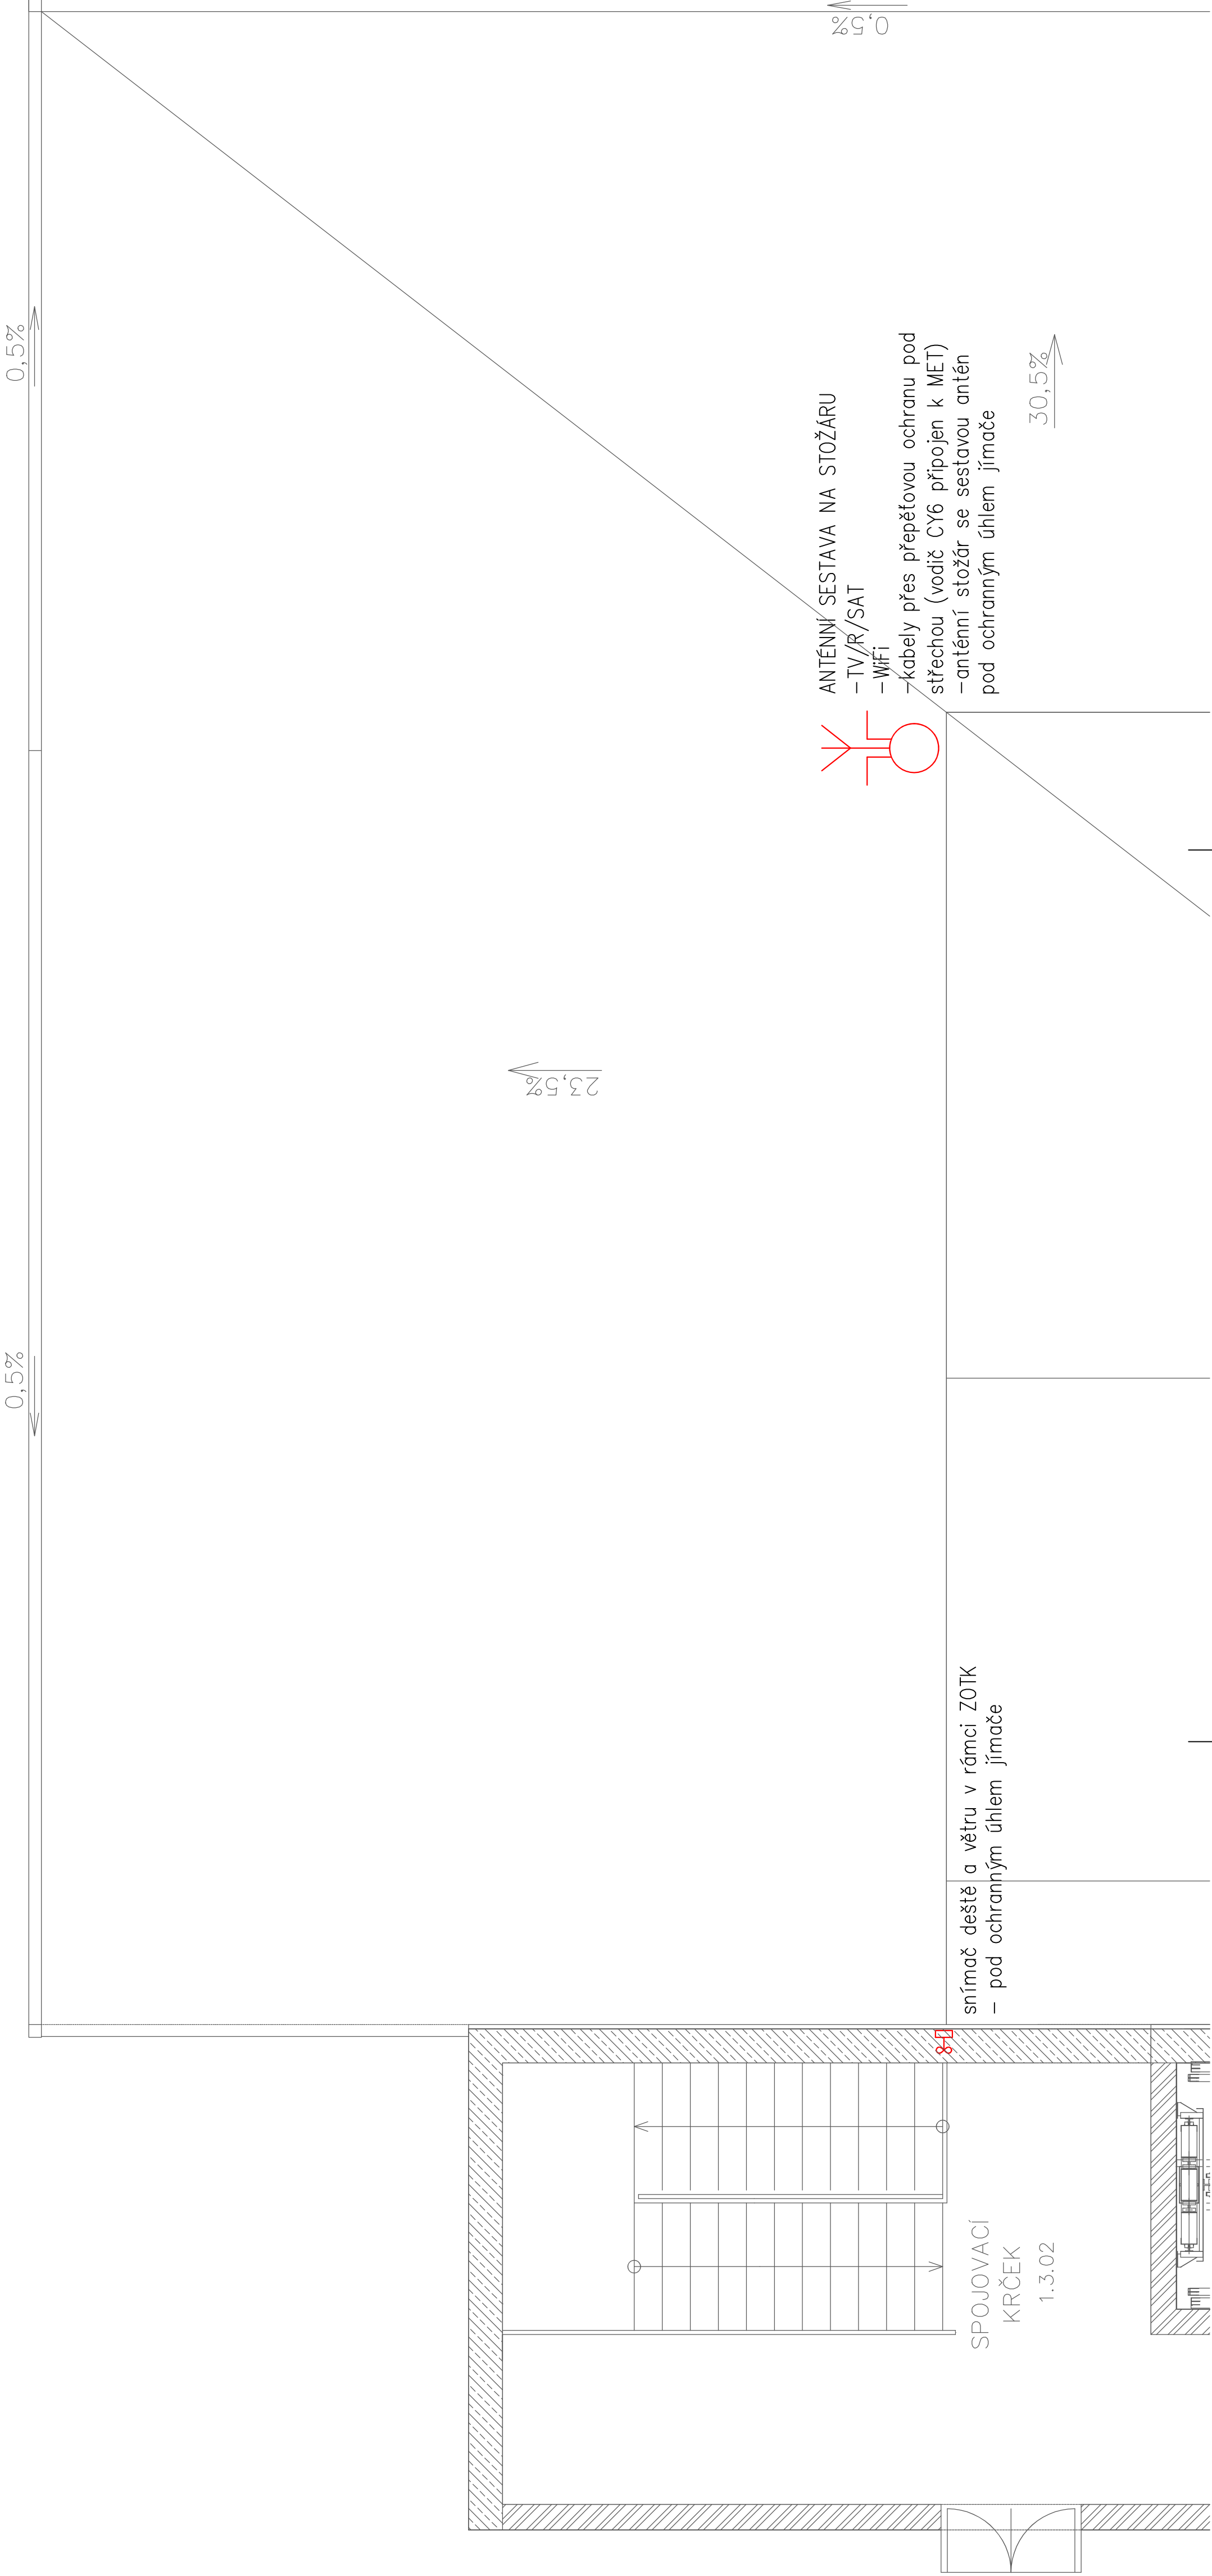 0,5%
0,5%
0,5%
ANTÉNNÍ SESTAVA NA STOŽÁRU
-TV/R/SAT
-WiFi
-kabely přes přepěťovou ochranu pod
střechou (vodič CY6 připojen k MET)
-anténní stožár se sestavou antén
pod ochranným úhlem jímače
30,5%
23,5%
snímač deště a větru v rámci ZOTK
- pod ochranným úhlem jímače
SPOJOVACÍ
KRČEK
1.3.02